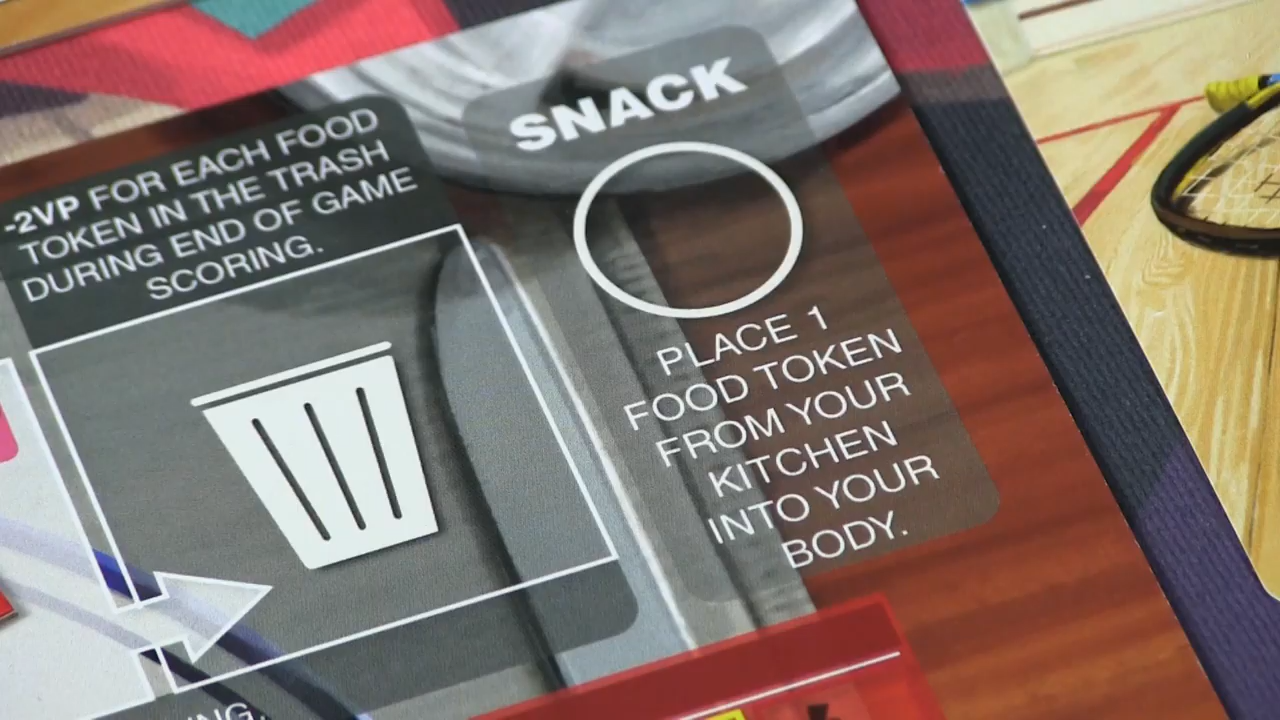 -2VP FOR EACH FOOD
TOKEN IN THE TRASH
DURING END OF GAME
SCORING.
SNACK
PLACE 1
FOOD TOKEN
FROM YOUR
KITCHEN
INTO YOUR
BODY.